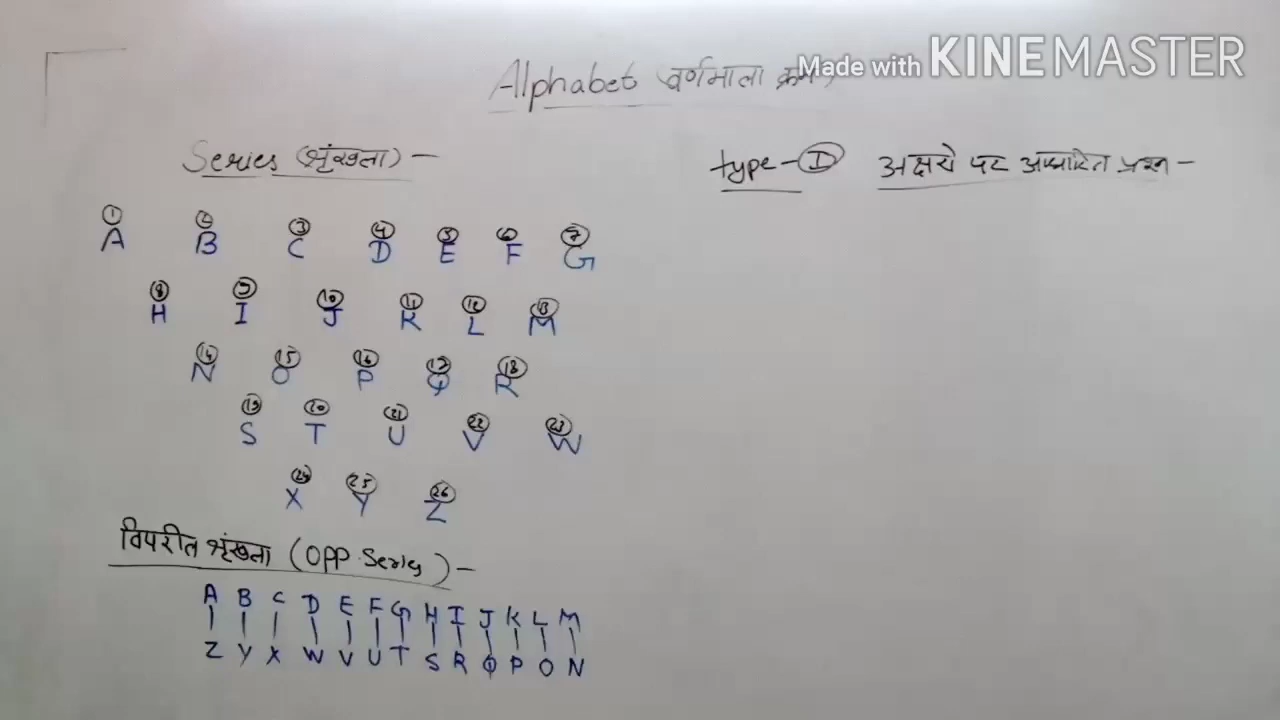 Made with KINEMASTER
Alphabet वर्णमाला क्रम
Series (श्रृंखला) -
1 2 3 4 5 6 7
A B C D E F G
8 9 10 11 12 13
H I J K L M
14 15 16 17 18
N O P Q R
19 20 21 22 23
S T U V W
24 25 26
X Y Z
विपरीत श्रृंखला (OPP. Series) -
A B C D E F G H I J K L M
Z Y X W V U T S R Q P O N
type - I अक्षरो पर आधारित प्रश्न -